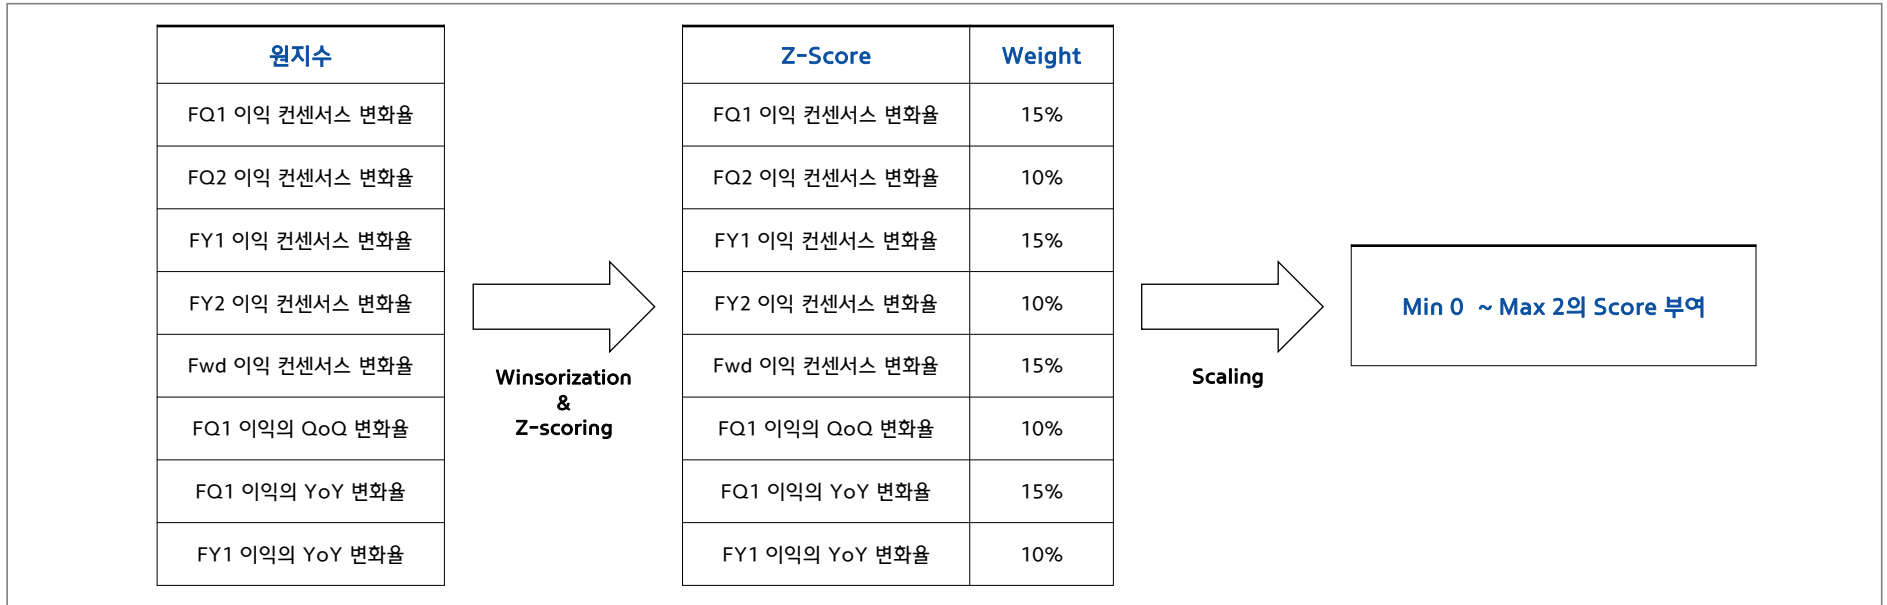 원지수
FQ1 이익 컨센서스 변화율
FQ2 이익 컨센서스 변화율
FY1 이익 컨센서스 변화율
FY2 이익 컨센서스 변화율
Fwd 이익 컨센서스 변화율
FQ1 이익의 QoQ 변화율
FQ1 이익의 YoY 변화율
FY1 이익의 YoY 변화율
Winsorization
&
Z-scoring
Z-Score Weight
FQ1 이익 컨센서스 변화율 15%
FQ2 이익 컨센서스 변화율 10%
FY1 이익 컨센서스 변화율 15%
FY2 이익 컨센서스 변화율 10%
Fwd 이익 컨센서스 변화율 15%
FQ1 이익의 QoQ 변화율 10%
FQ1 이익의 YoY 변화율 15%
FY1 이익의 YoY 변화율 10%
Scaling
Min 0 ~ Max 2의 Score 부여